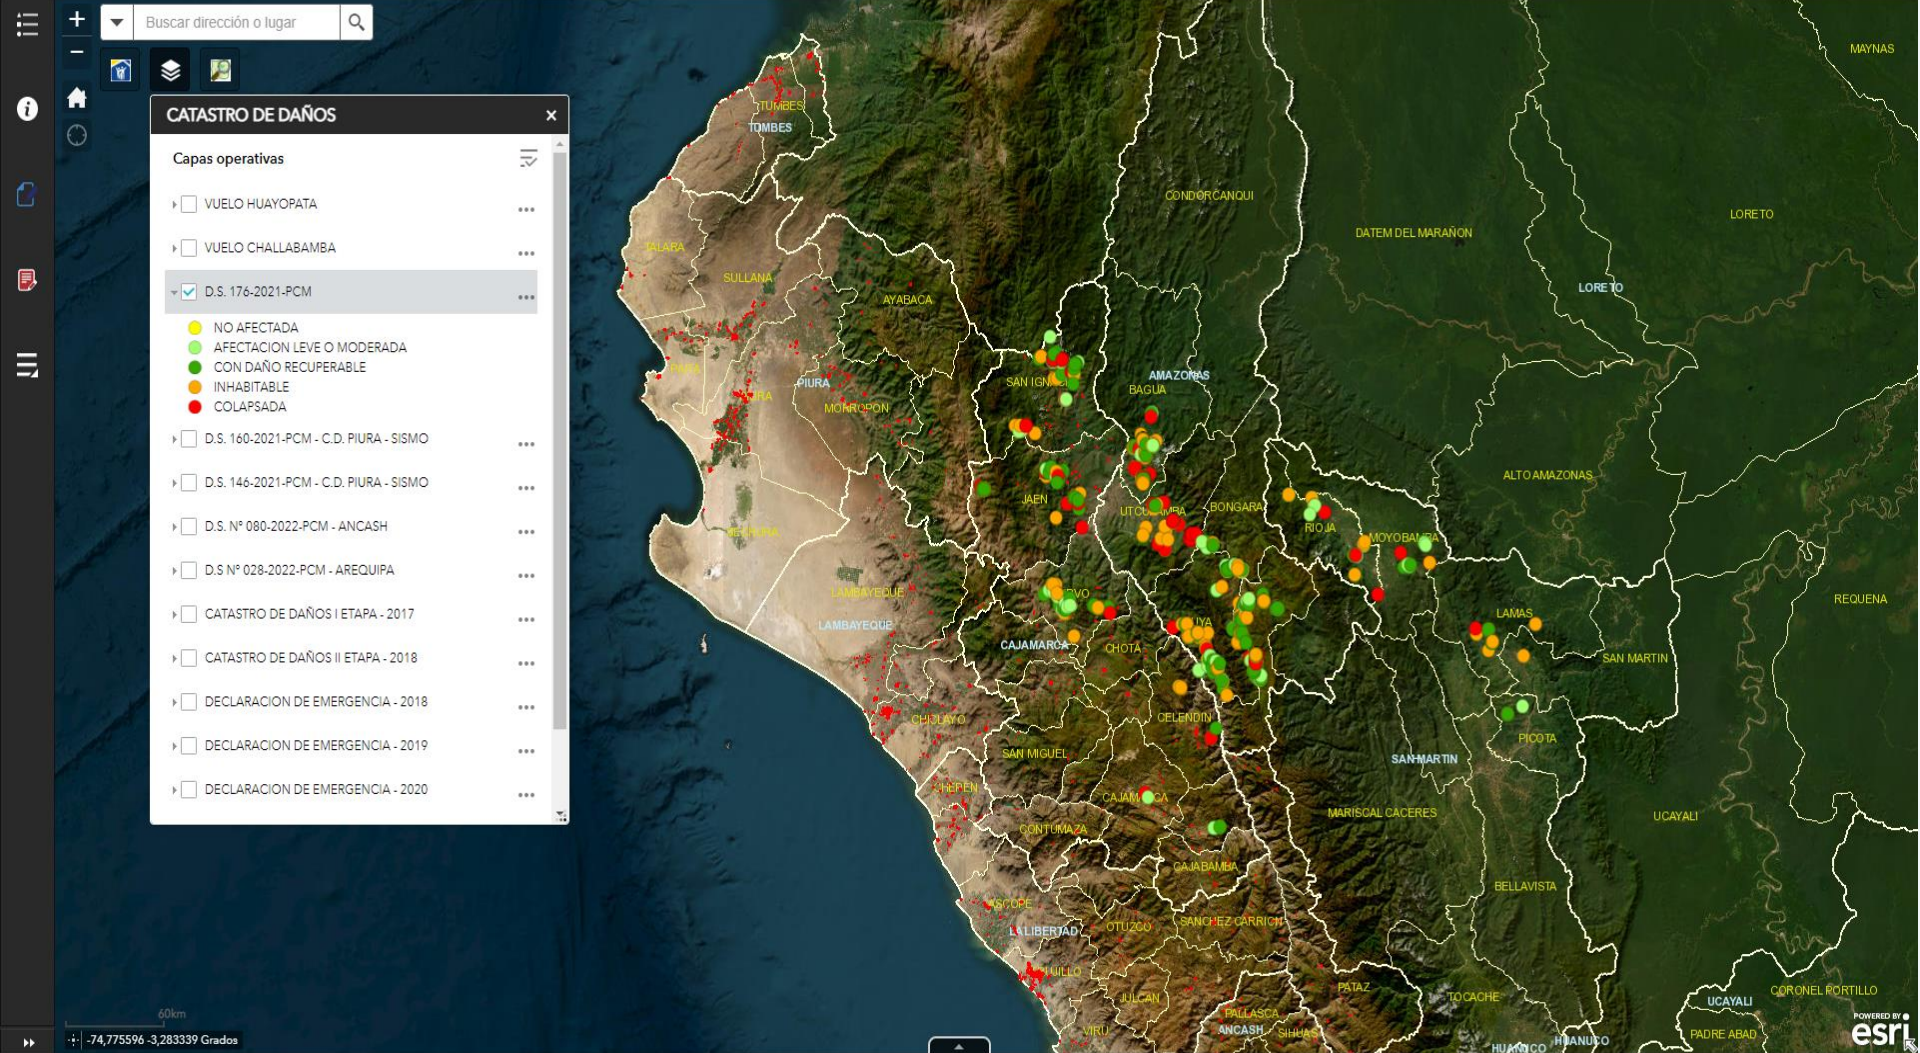 Buscar dirección o lugar
CATASTRO DE DAÑOS
Capas operativas
VUELO HUAYOPATA
VUELO CHALLABAMBA
D.S. 176-2021-PCM
NO AFECTADA
AFECTACION LEVE O MODERADA
CON DAÑO RECUPERABLE
INHABITABLE
COLAPSADA
D.S. 160-2021-PCM - C.D. PIURA - SISMO
D.S. 146-2021-PCM - C.D. PIURA - SISMO
D.S. Nº 080-2022-PCM - ANCASH
D.S Nº 028-2022-PCM - AREQUIPA
CATASTRO DE DAÑOS I ETAPA - 2017
CATASTRO DE DAÑOS II ETAPA - 2018
DECLARACION DE EMERGENCIA - 2018
DECLARACION DE EMERGENCIA - 2019
DECLARACION DE EMERGENCIA - 2020
60km
-74,775596 -3,283339 Grados
MAYNAS
TUMBES
TUMBES
CONDORCANQUI
LORETO
DATEM DEL MARAÑON
TALARA
SULLANA
LORETO
AYABACA
AMAZONAS
PIURA
BAGUA
MORROPON
ALTO AMAZONAS
JAEN
BONGARA
RIOJA
MOYOBAMBA
LAMBAYEQUE
REQUENA
LAMAS
LAMBAYEQUE
CAJAMARCA
CHOTA
SAN MARTIN
CHICLAYO
CELENDIN
PICOTA
SAN MIGUEL
SAN MARTIN
CHEPEN
MARISCAL CACERES
UCAYALI
CONTUMAZA
CAJABAMBA
BELLAVISTA
ASCOPE
SANCHEZ CARRION
OTUZCO
LA LIBERTAD
PATAZ
CORONEL PORTILLO
JULCAN
TOCACHE
UCAYALI
PALLASCA
VIRU
ANCASH
SIHUAS
PADRE ABAD
HUANUCO
HUANUCO
POWERED BY
esri